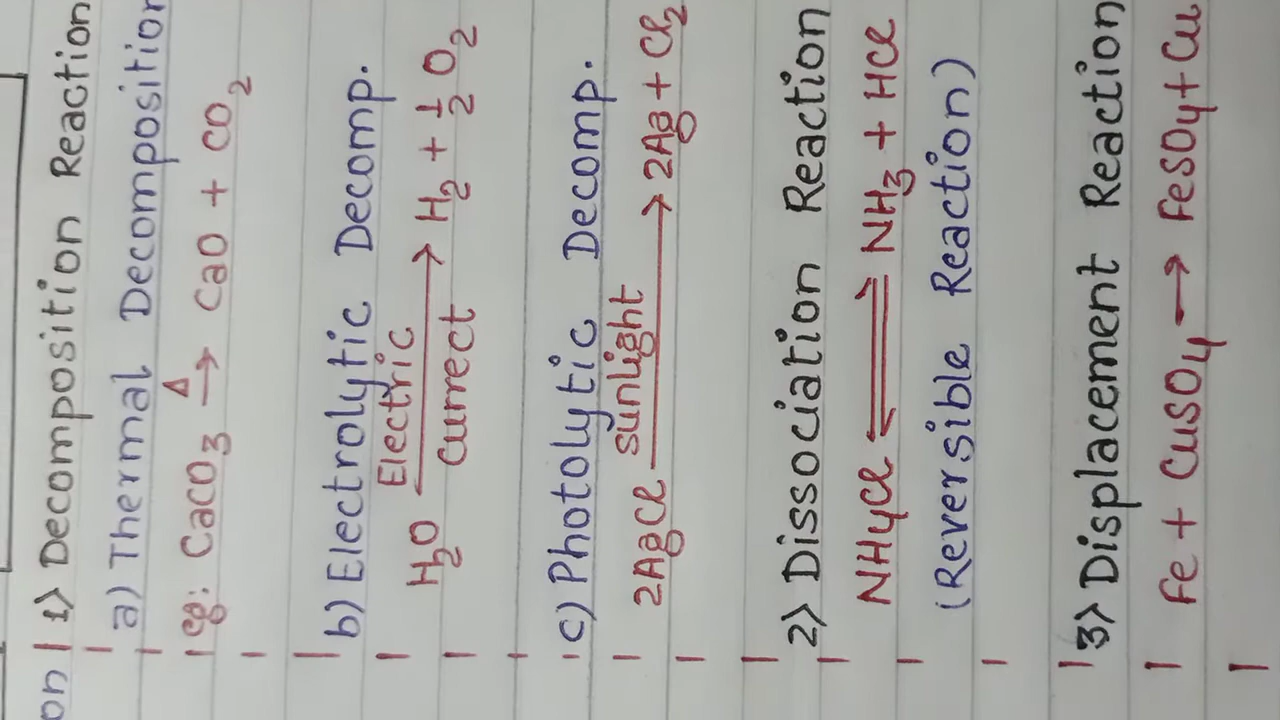 on
1) Decomposition Reaction
a) Thermal Decomposition
eg: CaCO₃ →Δ CaO + CO₂
b) Electrolytic Decomp.
Electric
H₂O ⟶ H₂ + ½ O₂
Currect
c) Photolytic Decomp.
sunlight
2AgCl ⟶ 2Ag + Cl₂
2) Dissociation Reaction
NH₄Cl ⇌ NH₃ + HCl
(Reversible Reaction)
3) Displacement Reaction
Fe + CuSO₄ → FeSO₄ + Cu